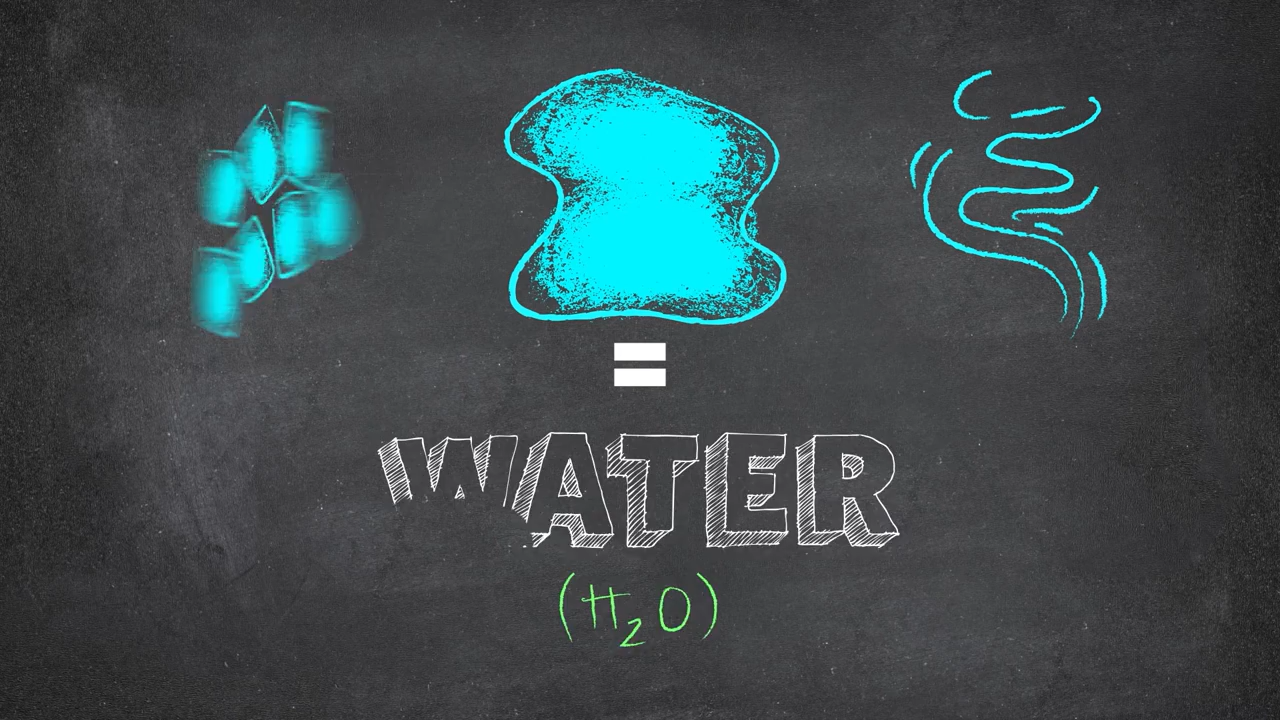 =
WATER
(H₂O)